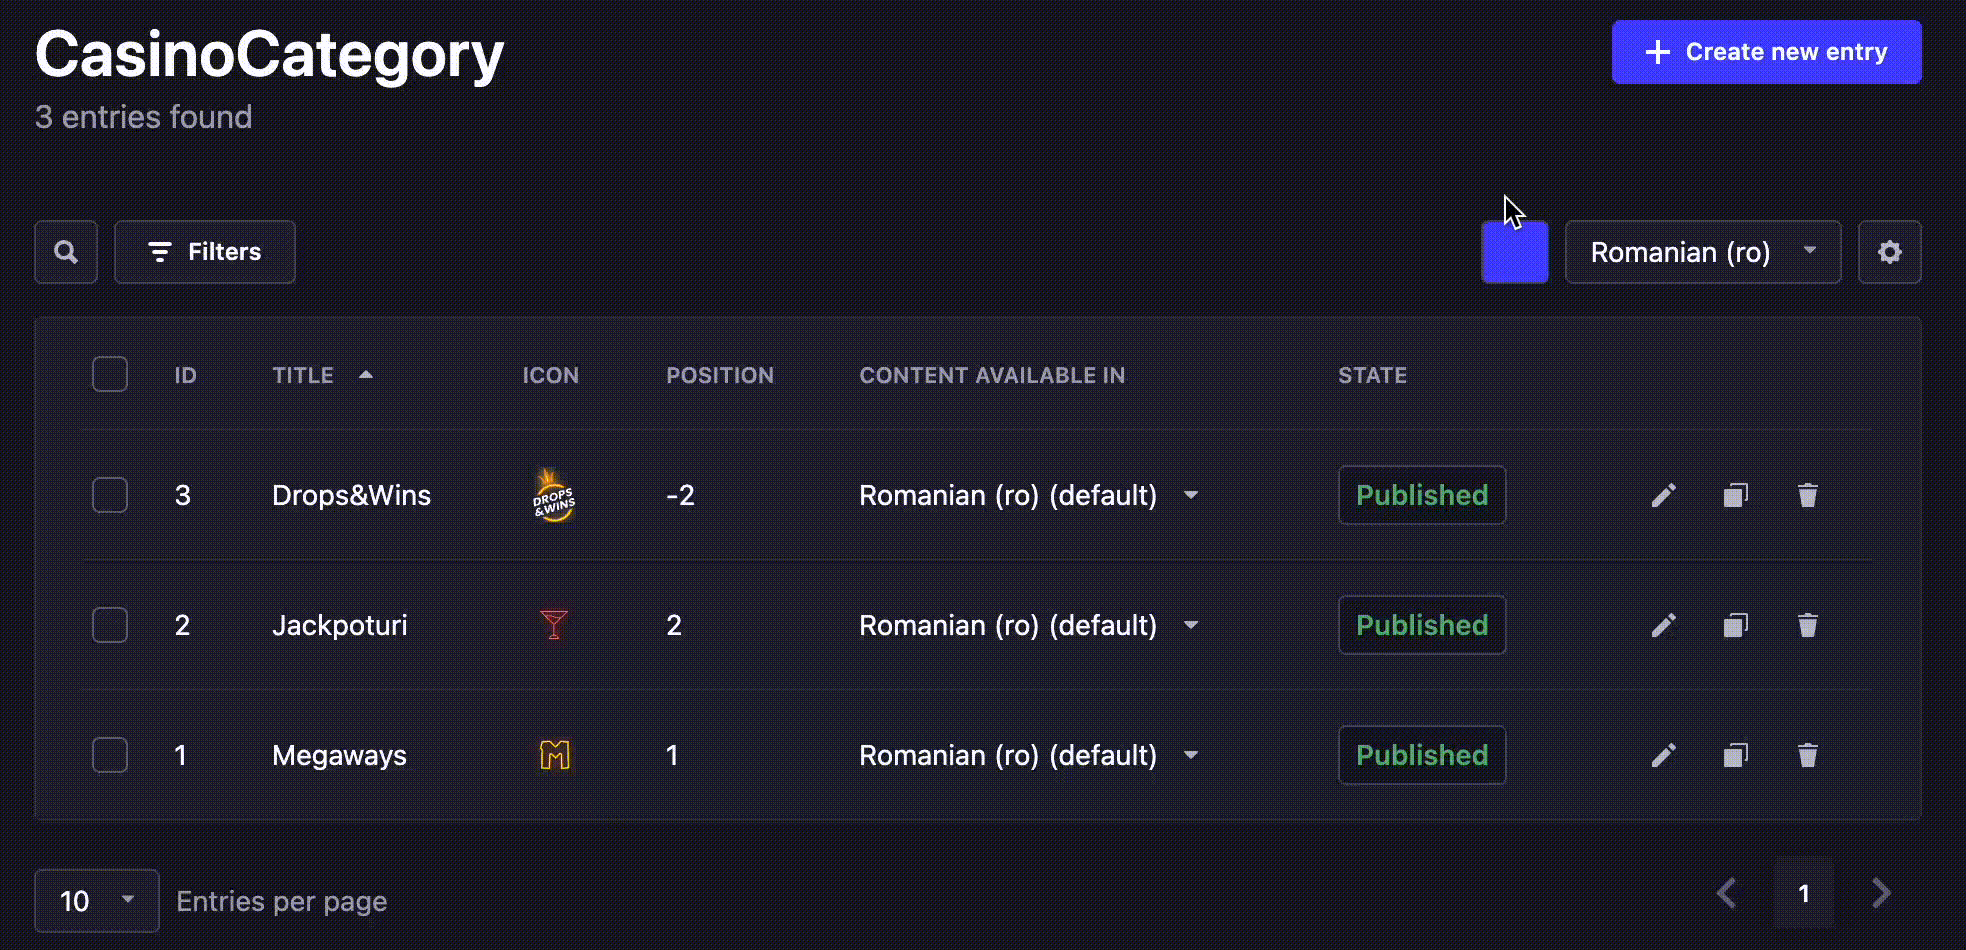 CasinoCategory
Create new entry
3 entries found
Filters
Romanian (ro)
ID TITLE ICON POSITION CONTENT AVAILABLE IN STATE
3 Drops&Wins DROPS &WINS -2 Romanian (ro) (default) Published
2 Jackpoturi 2 Romanian (ro) (default) Published
1 Megaways M 1 Romanian (ro) (default) Published
10 Entries per page
1